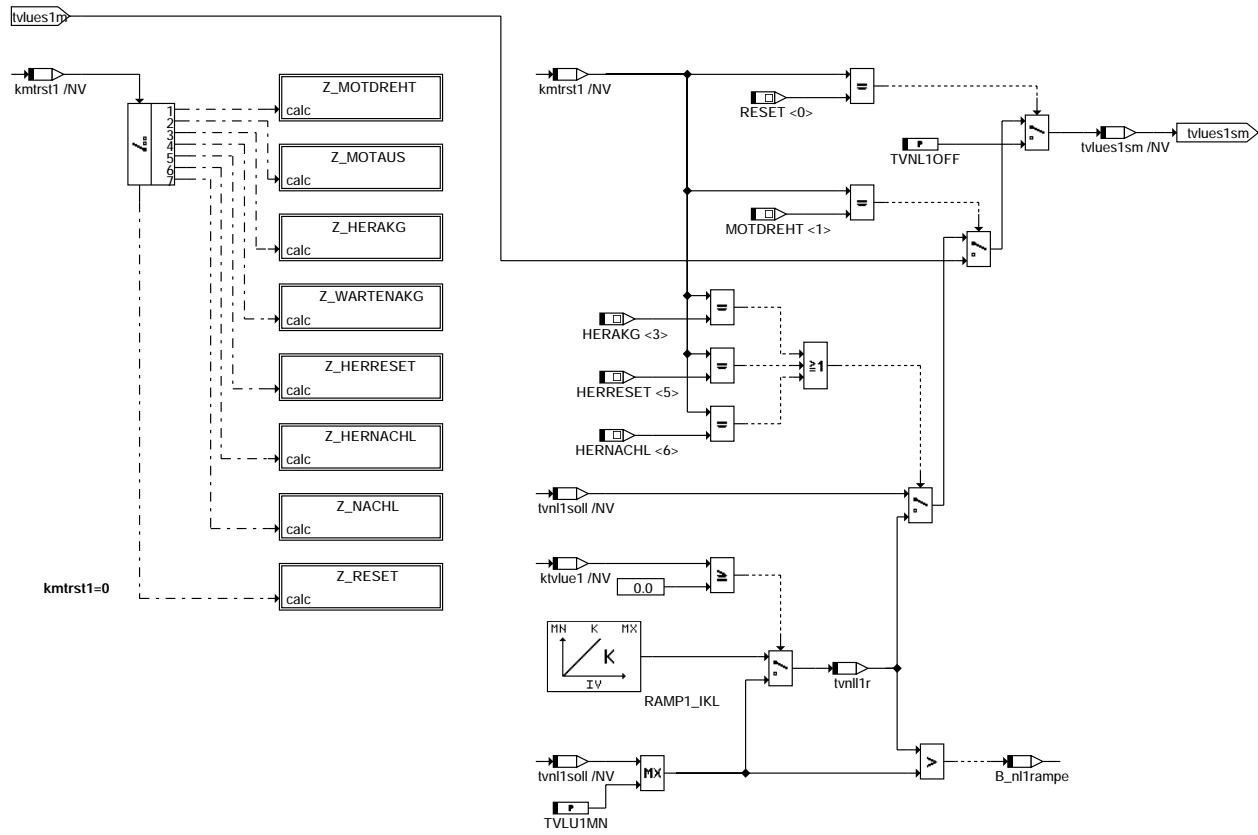 tvlues1m
kmtrst1 /NV
1
2
3
4
5
6
7
Z_MOTDREHT
calc
Z_MOTAUS
calc
Z_HERAKG
calc
Z_WARTENAKG
calc
Z_HERRESET
calc
Z_HERNACHL
calc
Z_NACHL
calc
Z_RESET
calc
kmtrst1=0
kmtrst1 /NV
=
RESET <0>
P
TVNL1OFF
tvlues1sm /NV
tvlues1sm
=
MOTDREHT <1>
=
HERAKG <3>
=
HERRESET <5>
≥1
=
HERNACHL <6>
tvnl1soll /NV
ktvlue1 /NV
≥
0.0
MN K MX
K
IV
RAMP1_IKL
tvnll1r
tvnl1soll /NV
MX
P
TVLU1MN
>
B_nl1rampe